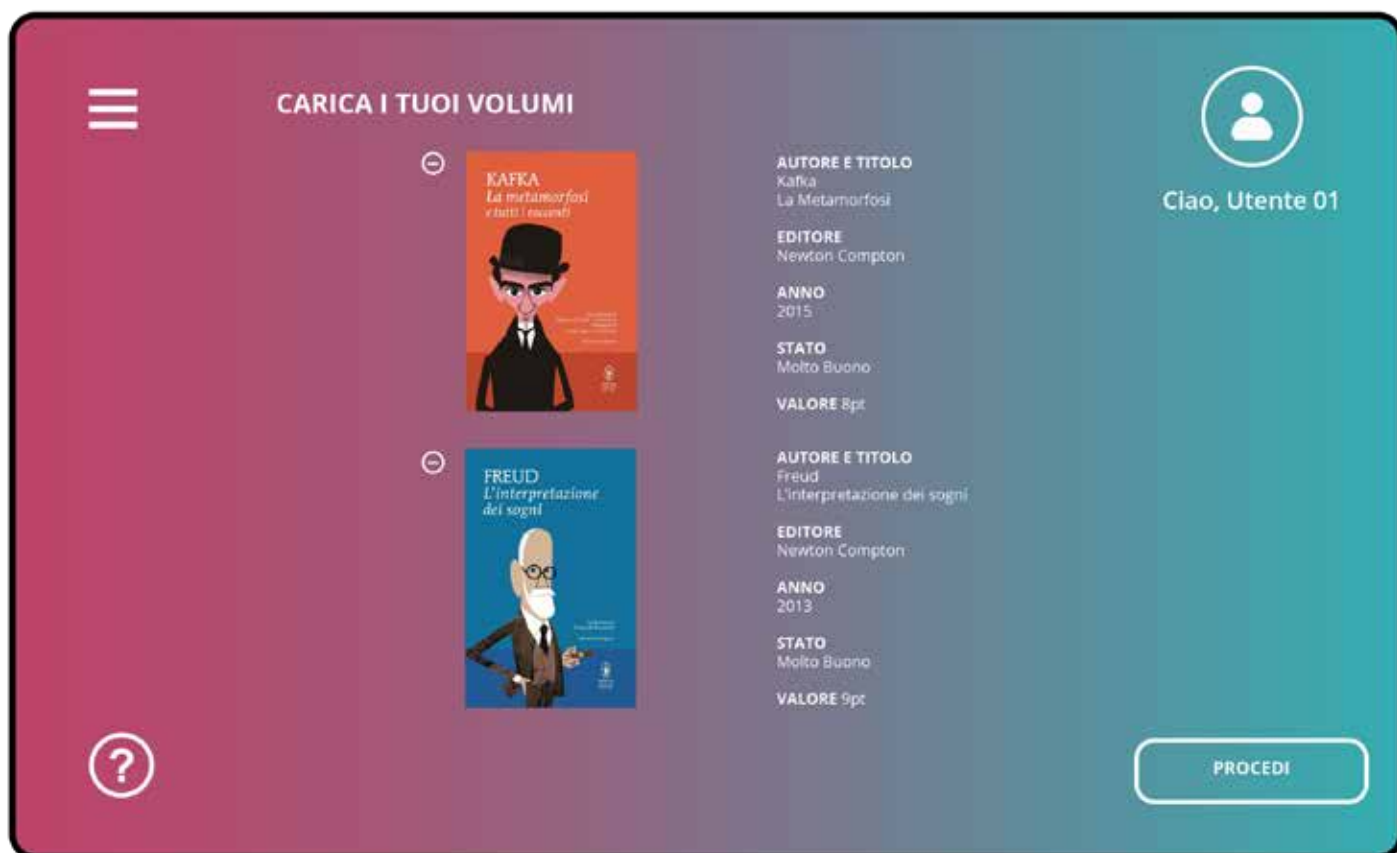 CARICA I TUOI VOLUMI
Ciao, Utente 01
KAFKA
La metamorfosi
e tutti i racconti
AUTORE E TITOLO
Kafka
La Metamorfosi
EDITORE
Newton Compton
ANNO
2015
STATO
Molto Buono
VALORE 8pt
FREUD
L'interpretazione
dei sogni
AUTORE E TITOLO
Freud
L'interpretazione dei sogni
EDITORE
Newton Compton
ANNO
2013
STATO
Molto Buono
VALORE 9pt
?
PROCEDI